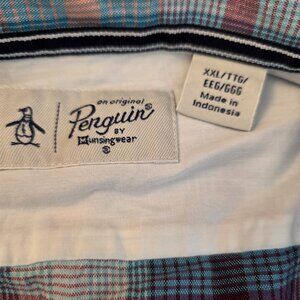 an original
Penguin®
BY
Munsingwear
®
XXL/TTG/
EEG/GGG
Made in
Indonesia